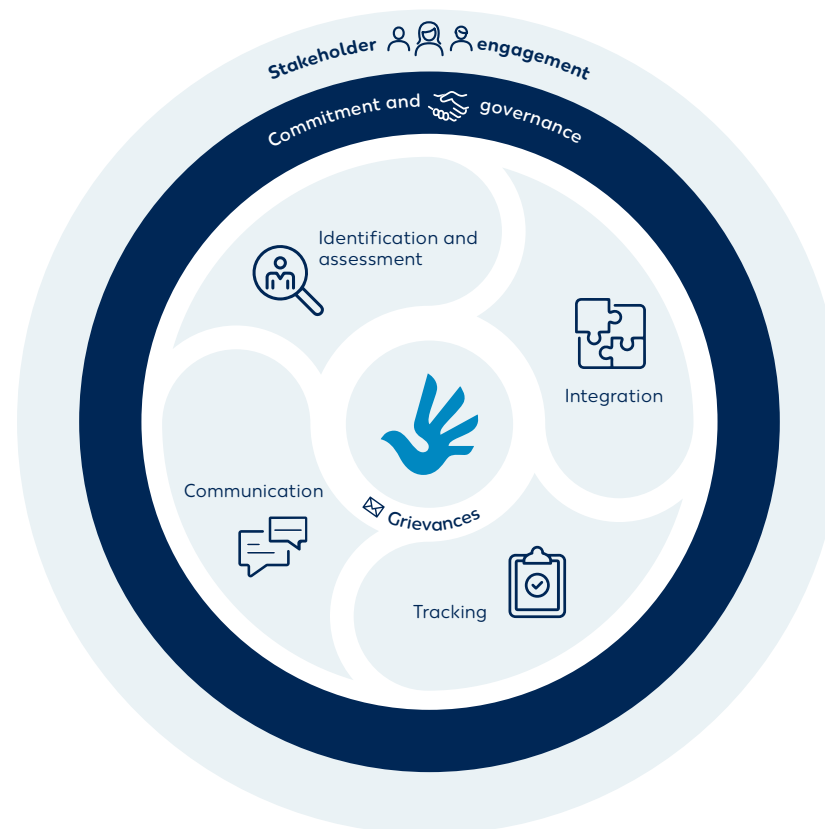 Stakeholder engagement
Commitment and governance
Identification and
assessment
Integration
Communication
Grievances
Tracking